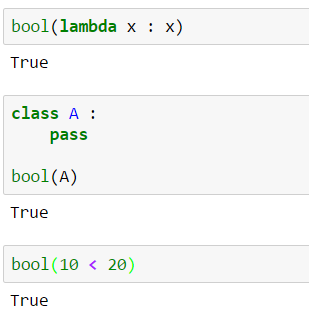 bool(lambda x : x)
True
class A :
    pass
bool(A)
True
bool(10 < 20)
True